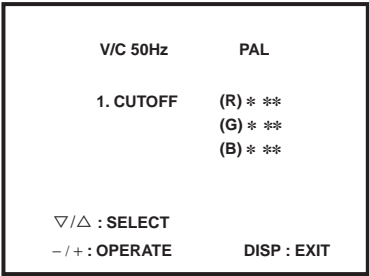 V/C 50Hz PAL
1. CUTOFF (R) * **
(G) * **
(B) * **
▽/△ : SELECT
− / + : OPERATE DISP : EXIT